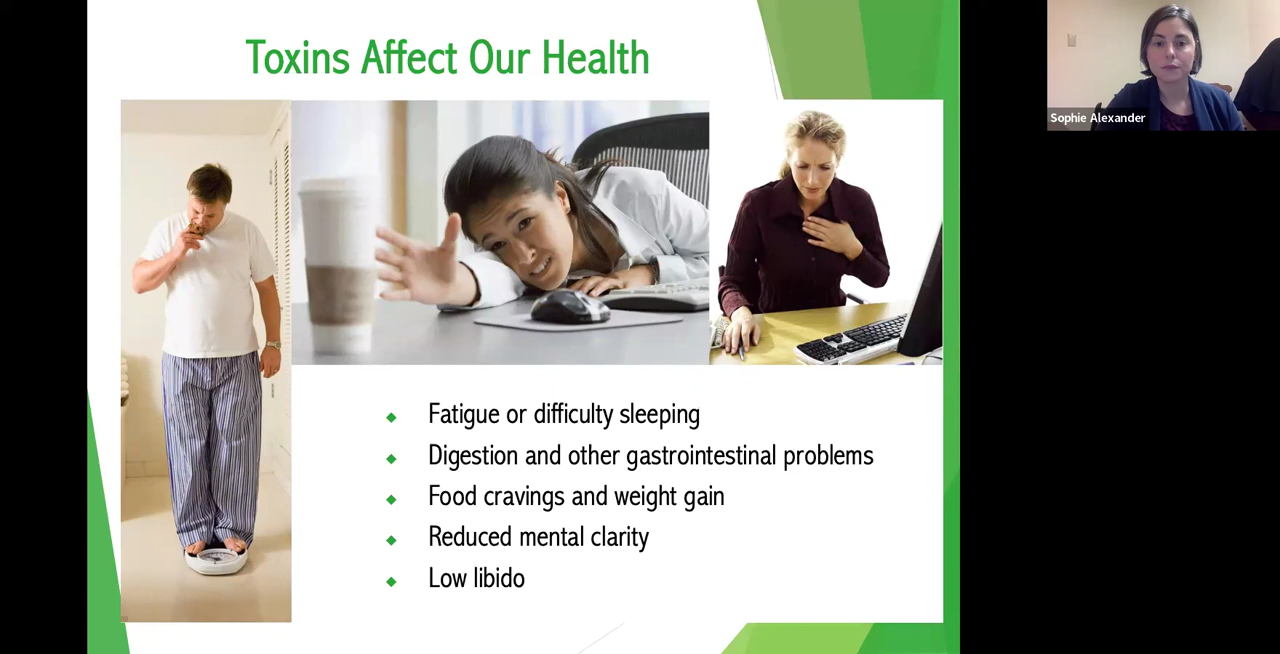 Toxins Affect Our Health
Sophie Alexander
Fatigue or difficulty sleeping
Digestion and other gastrointestinal problems
Food cravings and weight gain
Reduced mental clarity
Low libido